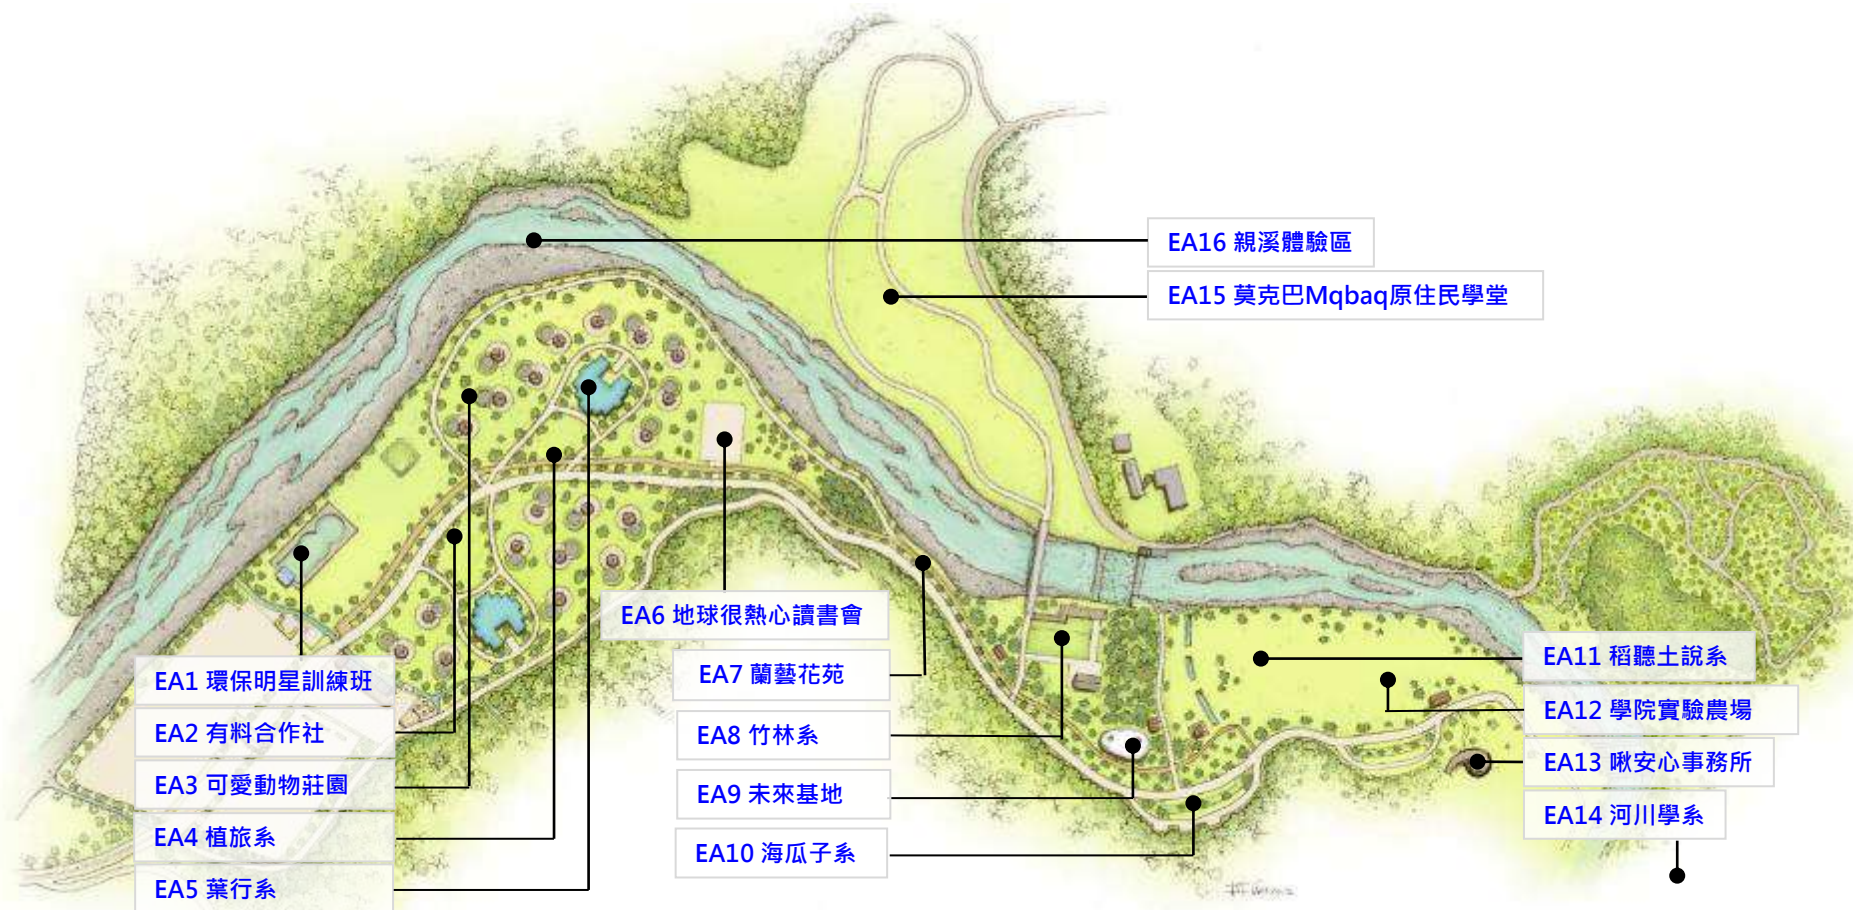 EA16 親溪體驗區
EA15 莫克巴Mqbaq原住民學堂
EA6 地球很熱心讀書會
EA7 蘭藝花苑
EA8 竹林系
EA9 未來基地
EA10 海瓜子系
EA1 環保明星訓練班
EA2 有料合作社
EA3 可愛動物莊園
EA4 植旅系
EA5 葉行系
EA11 稻聽土說系
EA12 學院實驗農場
EA13 啾安心事務所
EA14 河川學系